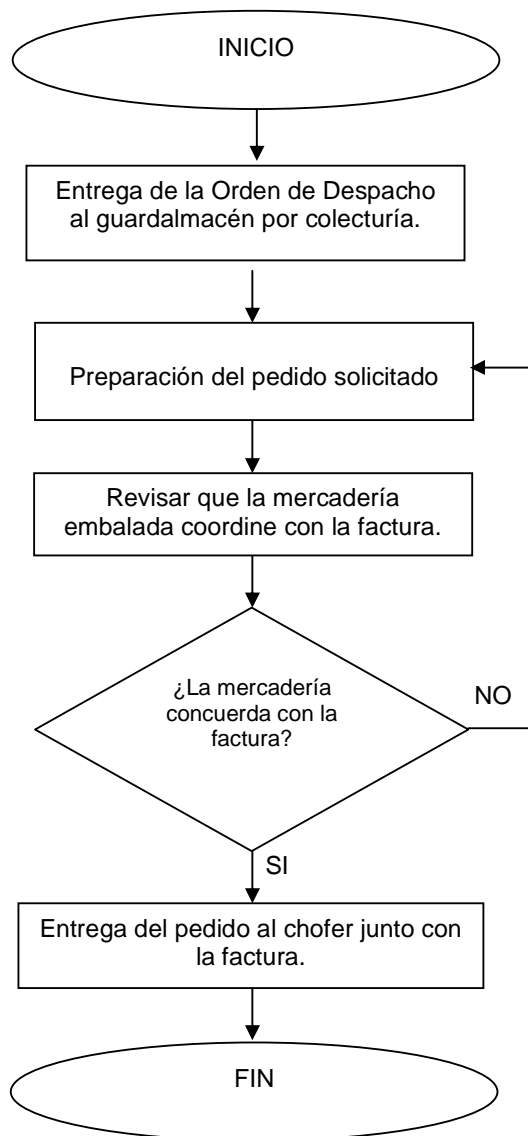 INICIO
Entrega de la Orden de Despacho
al guardalmacén por colecturía.
Preparación del pedido solicitado
Revisar que la mercadería
embalada coordine con la factura.
¿La mercadería
concuerda con la
factura?
NO
SI
Entrega del pedido al chofer junto con
la factura.
FIN